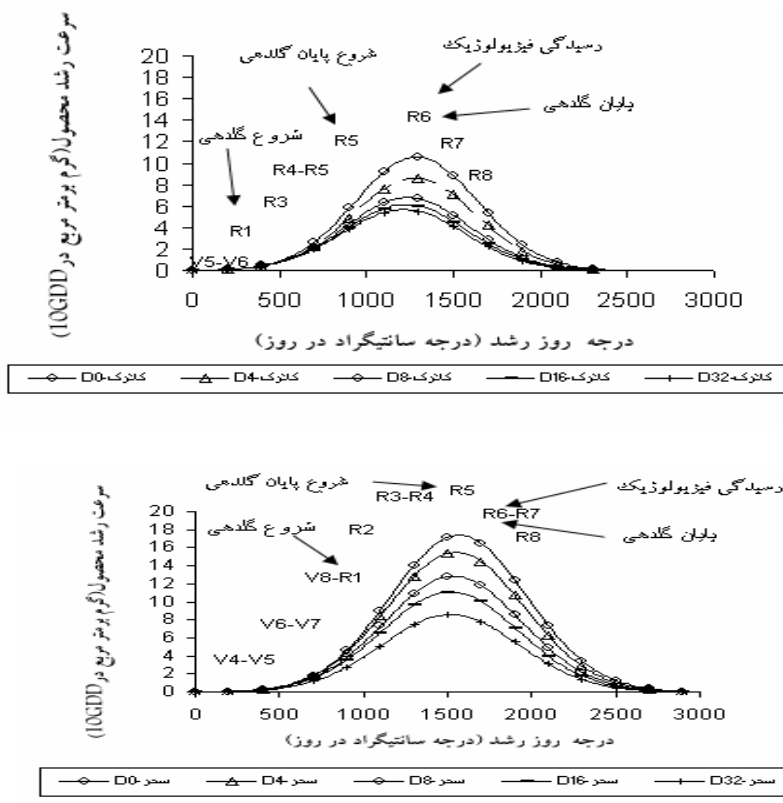 سرعت رشد محصول(گرم برمتر مربع در 10GDD)
رسیدگی فیزیولوژیک
شروع پایان گلدهی
پایان گلدهی
شروع گلدهی
20
18
16
14
12
10
8
6
4
2
0
R6
R5
R7
R4-R5
R8
R3
R1
V5-V6
0 500 1000 1500 2000 2500 3000
درجه روز رشد (درجه سانتیگراد در روز)
کلارک-D0 کلارک-D4 کلارک-D8 کلارک-D16 کلارک-D32
سرعت رشد محصول(گرم برمتر مربع در 10GDD)
شروع پایان گلدهی
R5
رسیدگی فیزیولوژیک
R3-R4
R6-R7
شروع گلدهی
R2
R8
پایان گلدهی
V8-R1
V6-V7
V4-V5
20
18
16
14
12
10
8
6
4
2
0
0 500 1000 1500 2000 2500 3000
درجه روز رشد (درجه سانتیگراد در روز)
سحر-D0 سحر-D4 سحر-D8 سحر-D16 سحر-D32